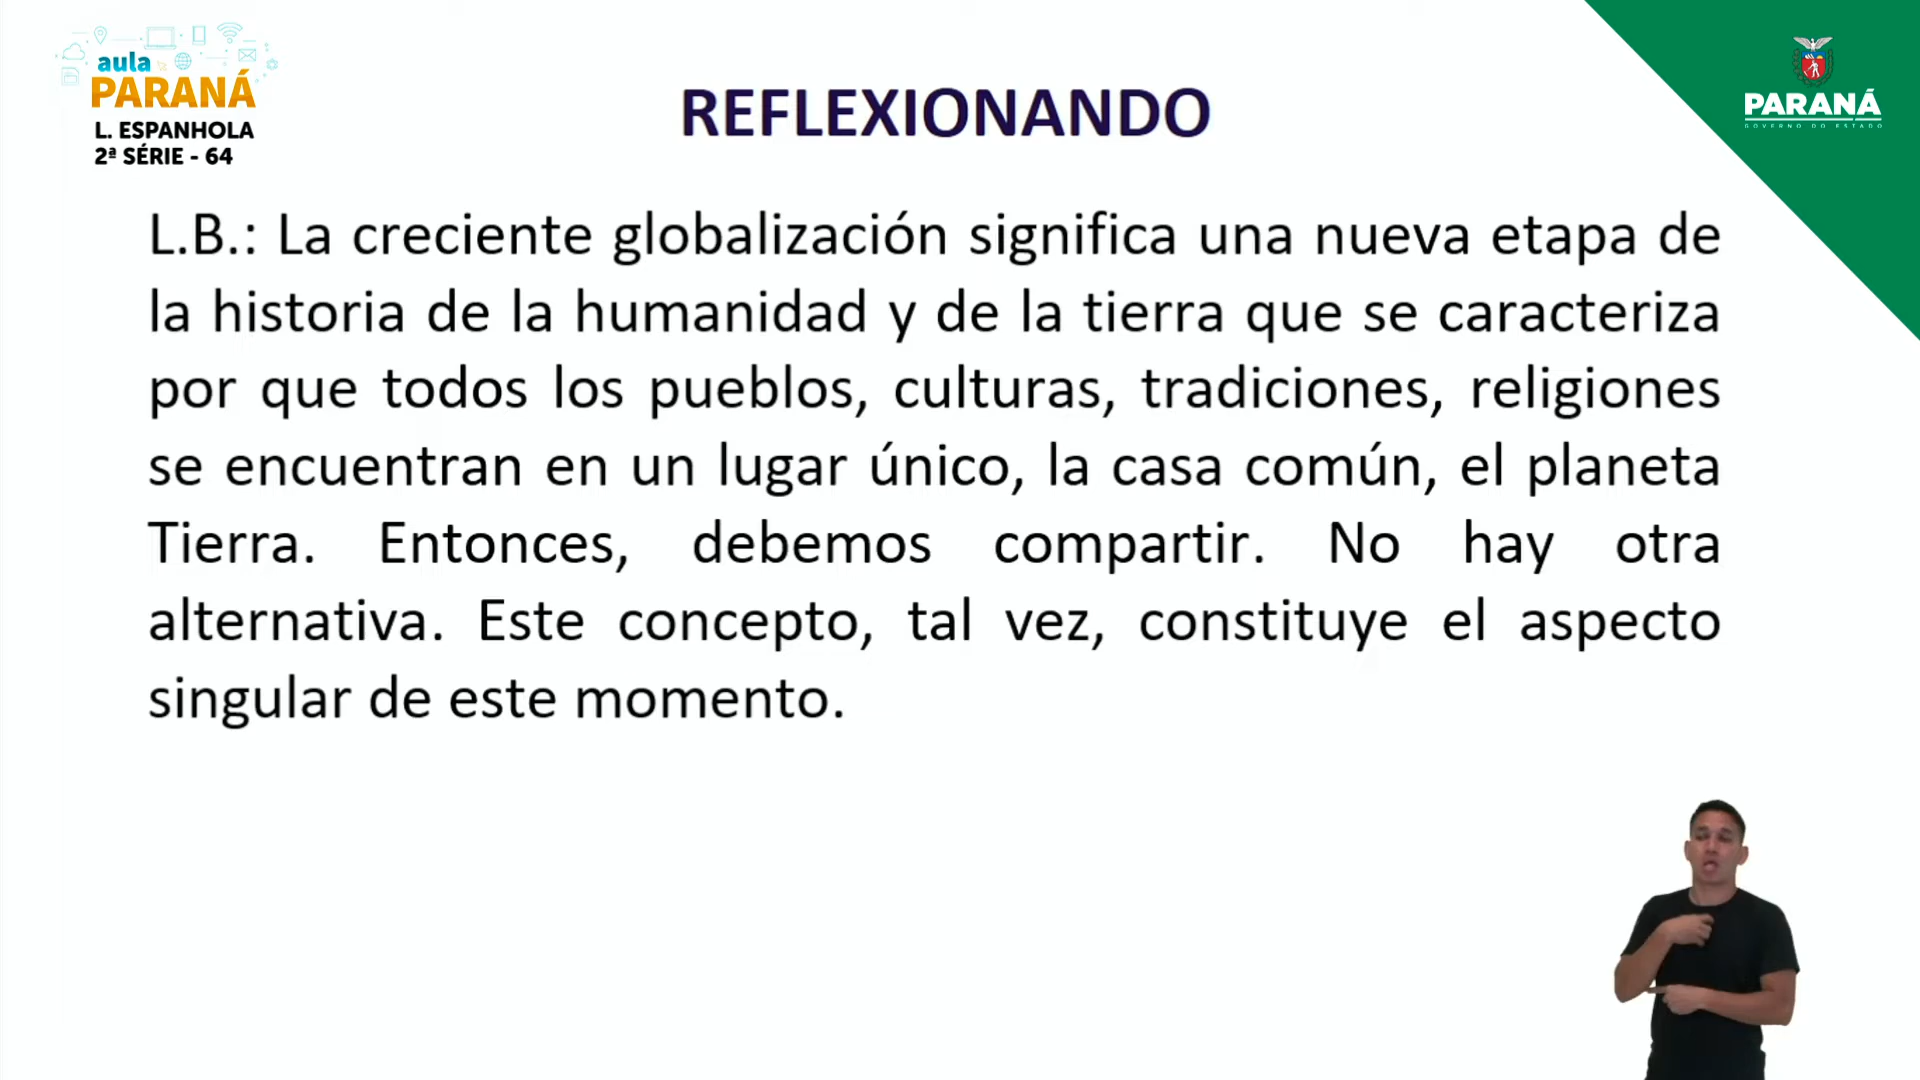 aula
PARANÁ
L. ESPANHOLA
2ª SÉRIE - 64
REFLEXIONANDO
PARANÁ
GOVERNO DO ESTADO
L.B.: La creciente globalización significa una nueva etapa de
la historia de la humanidad y de la tierra que se caracteriza
por que todos los pueblos, culturas, tradiciones, religiones
se encuentran en un lugar único, la casa común, el planeta
Tierra. Entonces, debemos compartir. No hay otra
alternativa. Este concepto, tal vez, constituye el aspecto
singular de este momento.